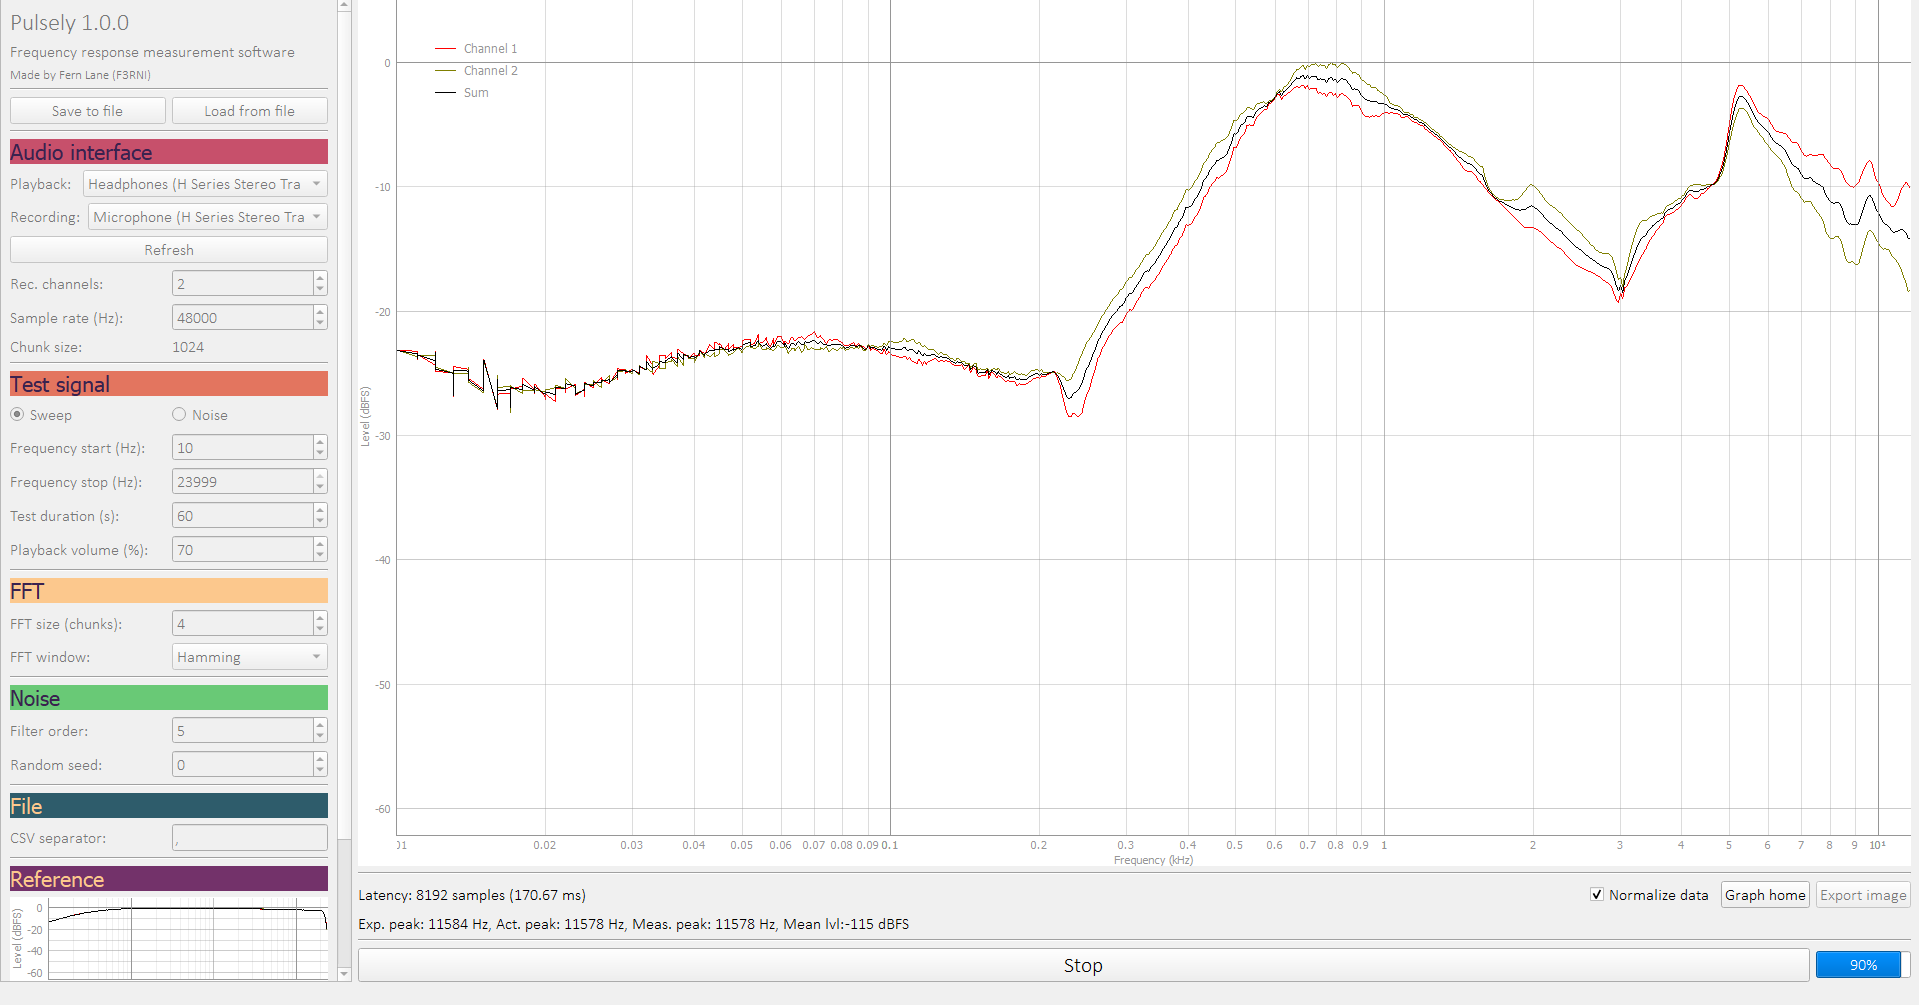 Pulsely 1.0.0
Frequency response measurement software
Made by Fern Lane (F3RNI)
Save to file
Load from file
Audio interface
Playback: Headphones (H Series Stereo Tra
Recording: Microphone (H Series Stereo Tra
Refresh
Rec. channels: 2
Sample rate (Hz): 48000
Chunk size: 1024
Test signal
Sweep Noise
Frequency start (Hz): 10
Frequency stop (Hz): 23999
Test duration (s): 60
Playback volume (%): 70
FFT
FFT size (chunks): 4
FFT window: Hamming
Noise
Filter order: 5
Random seed: 0
File
CSV separator: ,
Reference
Level (dBFS)
0
-20
-40
-60
Channel 1
Channel 2
Sum
Level (dBFS)
0
-10
-20
-30
-40
-50
-60
01 0.02 0.03 0.04 0.05 0.06 0.07 0.08 0.09 0.1 0.2 0.3 0.4 0.5 0.6 0.7 0.8 0.9 1 2 3 4 5 6 7 8 9 10¹
Frequency (kHz)
Latency: 8192 samples (170.67 ms)
Normalize data
Graph home
Export image
Exp. peak: 11584 Hz, Act. peak: 11578 Hz, Meas. peak: 11578 Hz, Mean lvl:-115 dBFS
Stop
90%